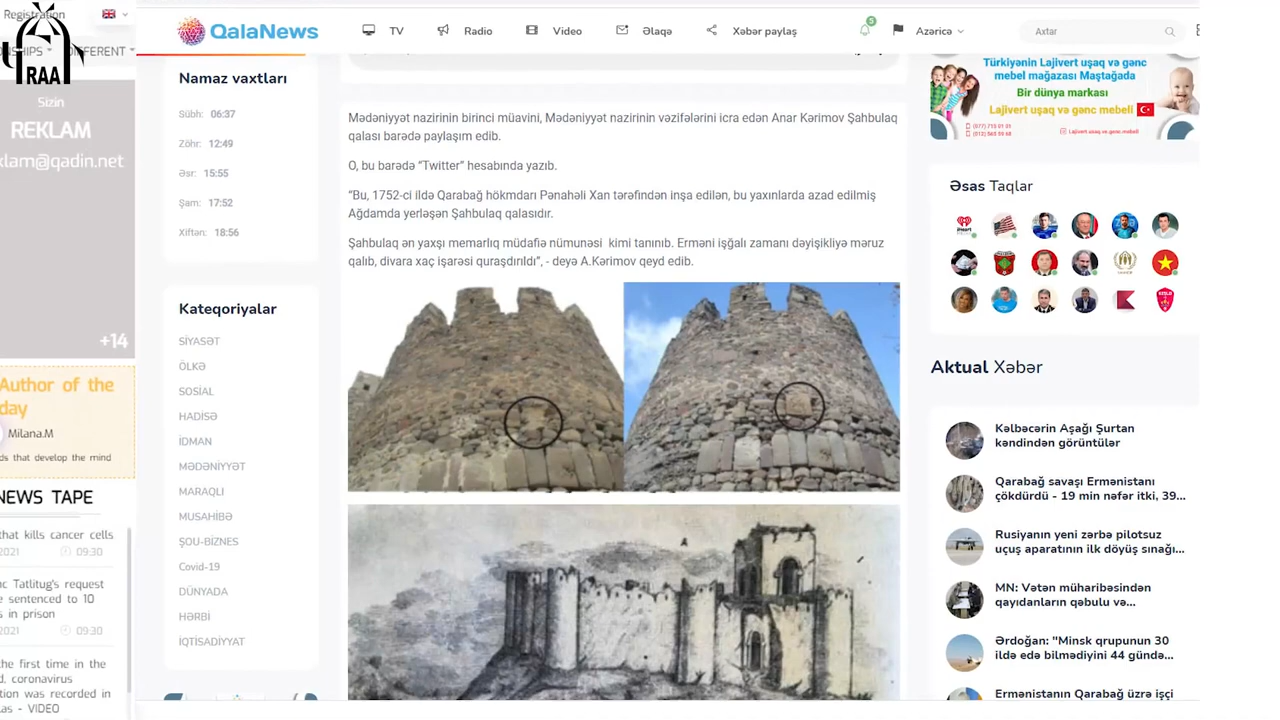 Registration
RAA
DIFFERENT
Sizin
REKLAM
klam@qadin.net
+14
Author of the
day
Milana.M
ds that develop the mind
NEWS TAPE
that kills cancer cells
2021 09:30
Tatlitug's request
sentenced to 10
in prison
2021 09:30
the first time in the
coronavirus
was recorded in
- VIDEO
QalaNews
TV
Radio
Video
Əlaqə
Xəbər paylaş
5
Azəricə
Axtar
Namaz vaxtları
Sübh: 06:37
Zöhr: 12:49
Əsr: 15:55
Şam: 17:52
Xiftən: 18:56
Kateqoriyalar
SİYASƏT
ÖLKƏ
SOSİAL
HADİSƏ
İDMAN
MƏDƏNİYYƏT
MARAQLI
MUSAHİBƏ
ŞOU-BİZNES
Covid-19
DÜNYADA
HƏRBİ
İQTİSADİYYAT
Mədəniyyət nazirinin birinci müavini, Mədəniyyət nazirinin vəzifələrini icra edən Anar Kərimov Şahbulaq
qalası barədə paylaşım edib.
O, bu barədə “Twitter” hesabında yazıb.
“Bu, 1752-ci ildə Qarabağ hökmdarı Pənahəli Xan tərəfindən inşa edilən, bu yaxınlarda azad edilmiş
Ağdamda yerləşən Şahbulaq qalasıdır.
Şahbulaq ən yaxşı memarlıq müdafiə nümunəsi kimi tanınıb. Erməni işğalı zamanı dəyişikliyə məruz
qalıb, divara xaç işarəsi quraşdırıldı”, - deyə A.Kərimov qeyd edib.
Türkiyənin Lajivert uşaq və gənc
mebel mağazası Maştağada
Bir dünya markası
Lajivert uşaq və gənc mebeli
Lajivert uşaq və gənc mebeli
Əsas Taqlar
Aktual Xəbər
Kəlbəcərin Aşağı Şurtan
kəndindən görüntülər
Qarabağ savaşı Ermənistanı
çökdürdü - 19 min nəfər itki, 39...
Rusiyanın yeni zərbə pilotsuz
uçuş aparatının ilk döyüş sınağı...
MN: Vətən müharibəsindən
qayıdanların qəbulu və...
Ərdoğan: "Minsk qrupunun 30
ildə edə bilmədiyini 44 gündə...
Ermənistanın Qarabağ üzrə işçi